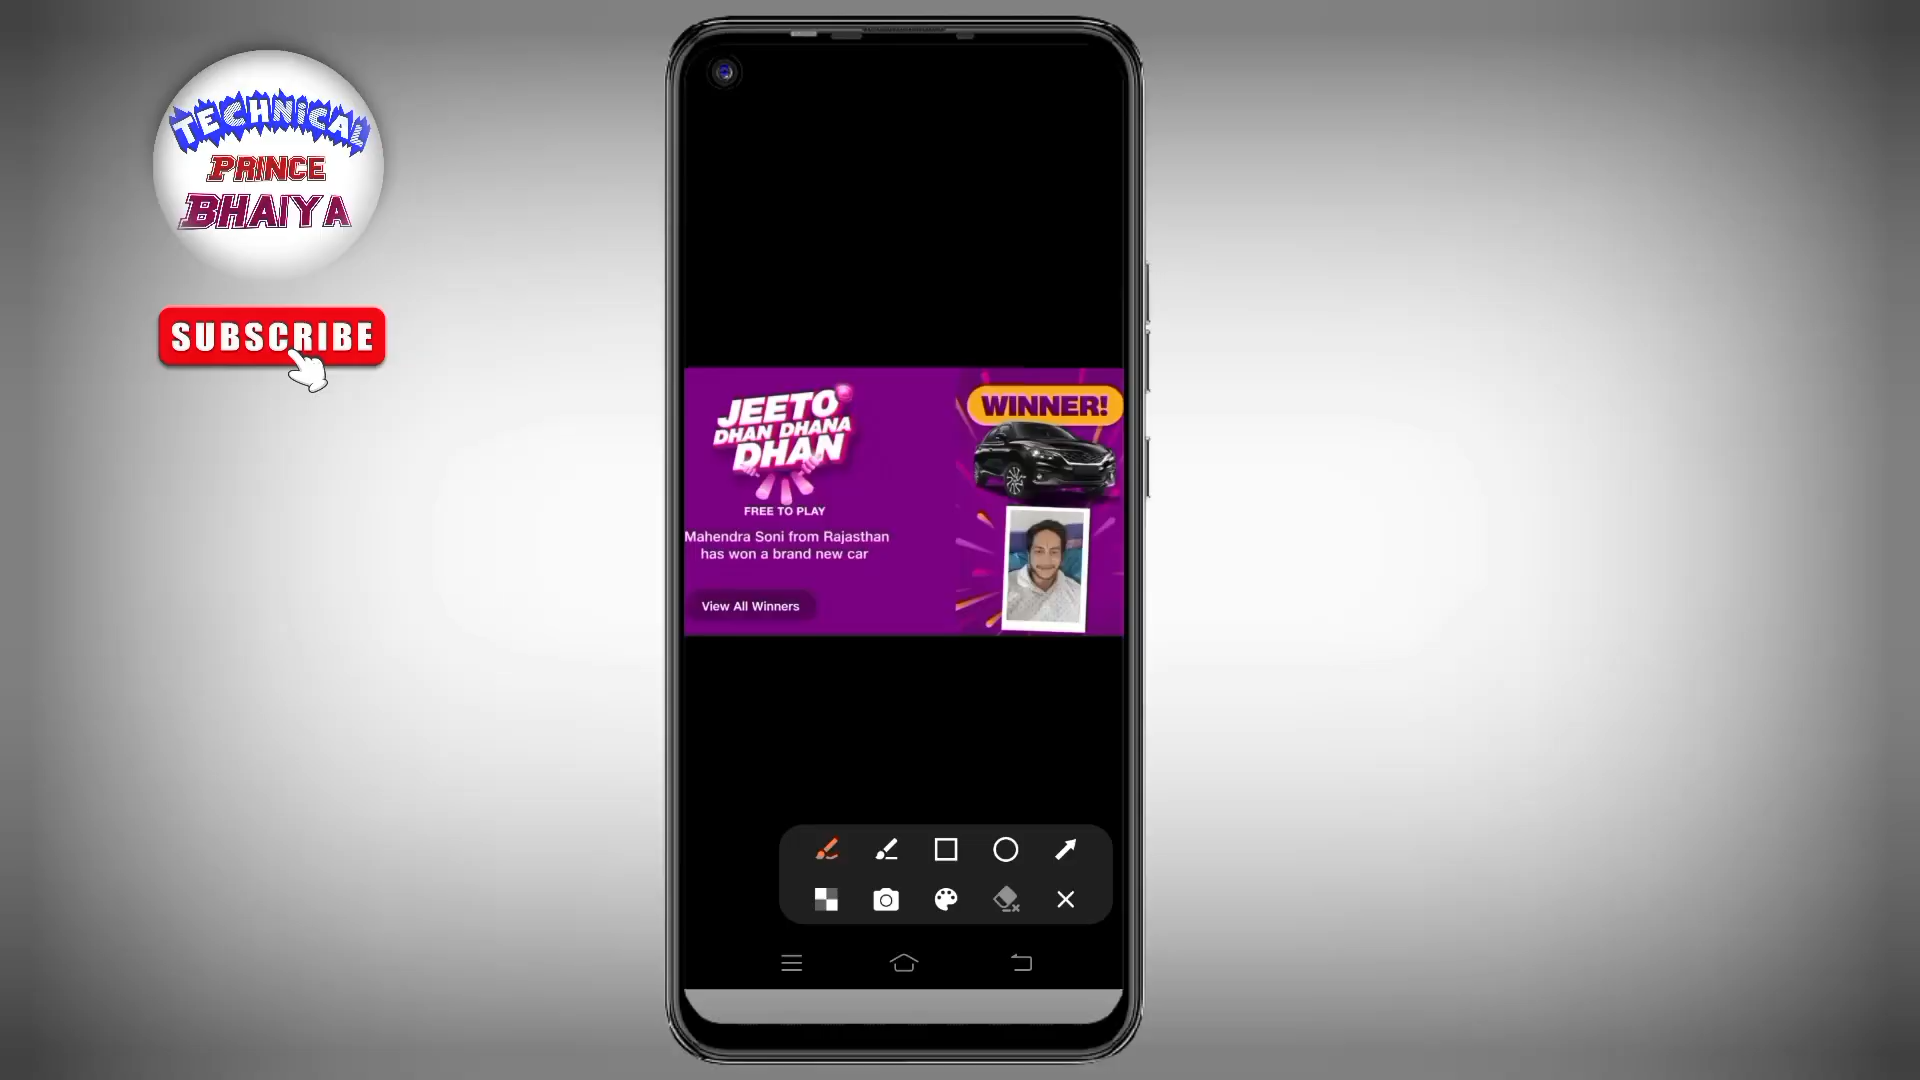 TECHNICAL
PRINCE
BHAIYA
SUBSCRIBE
JEETO
DHAN DHANA
DHAN
FREE TO PLAY
Mahendra Soni from Rajasthan
has won a brand new car
View All Winners
WINNER!